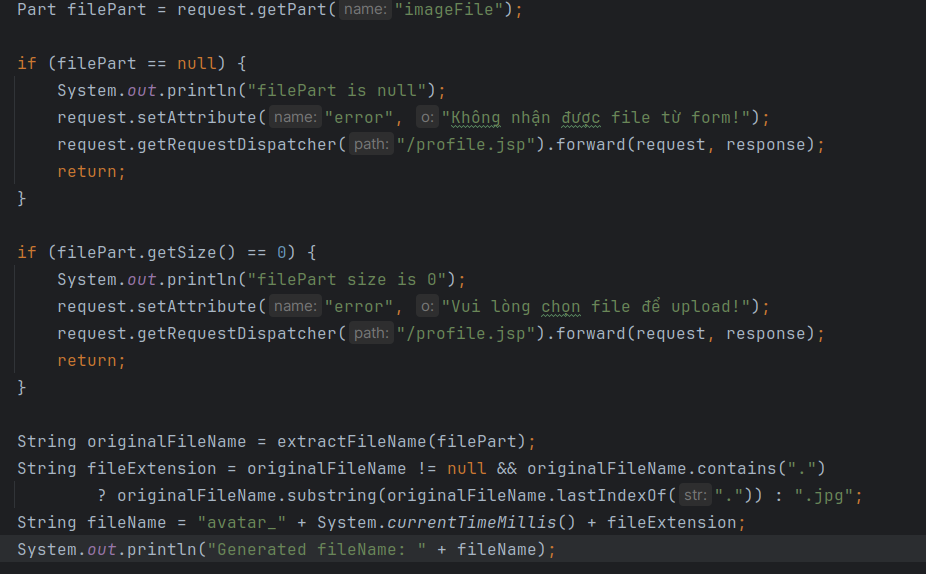 Part filePart = request.getPart( name: "imageFile");
if (filePart == null) {
System.out.println("filePart is null");
request.setAttribute( name: "error", o: "Không nhận được file từ form!");
request.getRequestDispatcher( path: "/profile.jsp").forward(request, response);
return;
}
if (filePart.getSize() == 0) {
System.out.println("filePart size is 0");
request.setAttribute( name: "error", o: "Vui lòng chọn file để upload!");
request.getRequestDispatcher( path: "/profile.jsp").forward(request, response);
return;
}
String originalFileName = extractFileName(filePart);
String fileExtension = originalFileName != null && originalFileName.contains(".")
? originalFileName.substring(originalFileName.lastIndexOf( str: ".")) : ".jpg";
String fileName = "avatar_" + System.currentTimeMillis() + fileExtension;
System.out.println("Generated fileName: " + fileName);